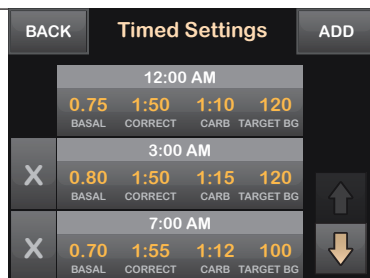 BACK Timed Settings ADD
12:00 AM
0.75 1:50 1:10 120
BASAL CORRECT CARB TARGET BG
3:00 AM
X 0.80 1:50 1:15 120
BASAL CORRECT CARB TARGET BG
7:00 AM
X 0.70 1:55 1:12 100
BASAL CORRECT CARB TARGET BG